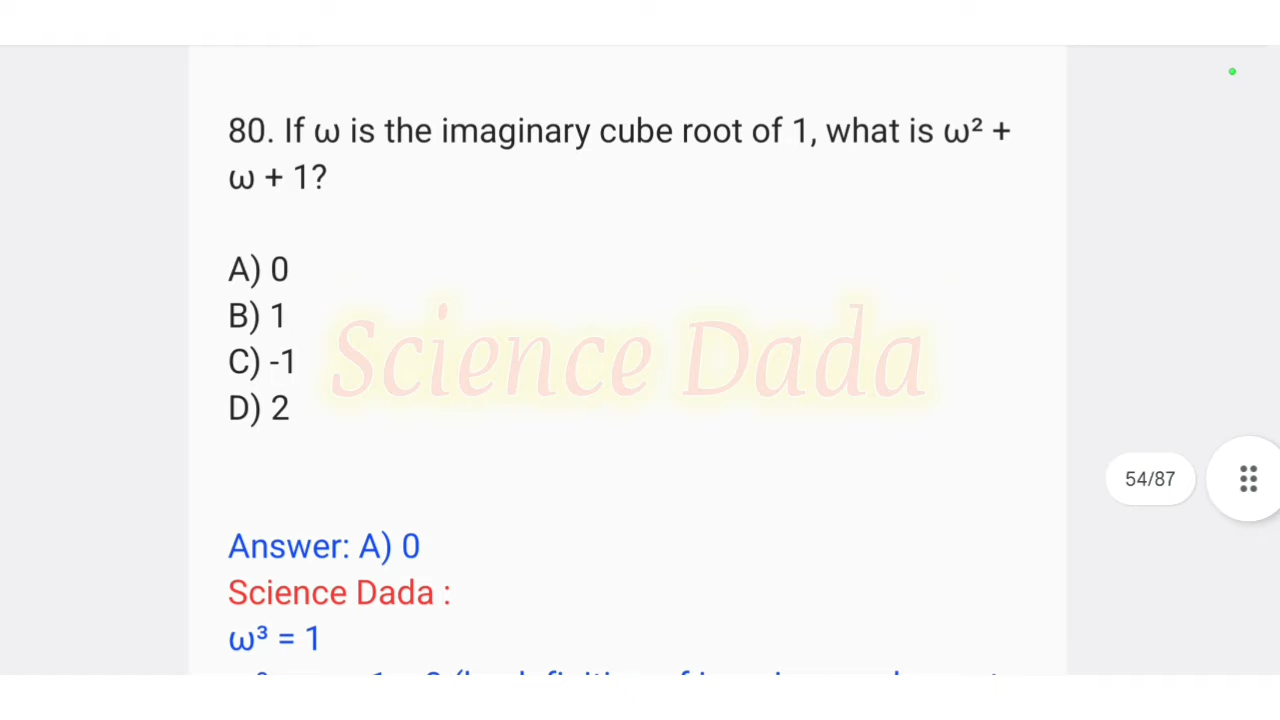 80. If ω is the imaginary cube root of 1, what is ω² +
ω + 1?
A) 0
B) 1
C) -1
D) 2
Science Dada
54/87
Answer: A) 0
Science Dada :
ω³ = 1